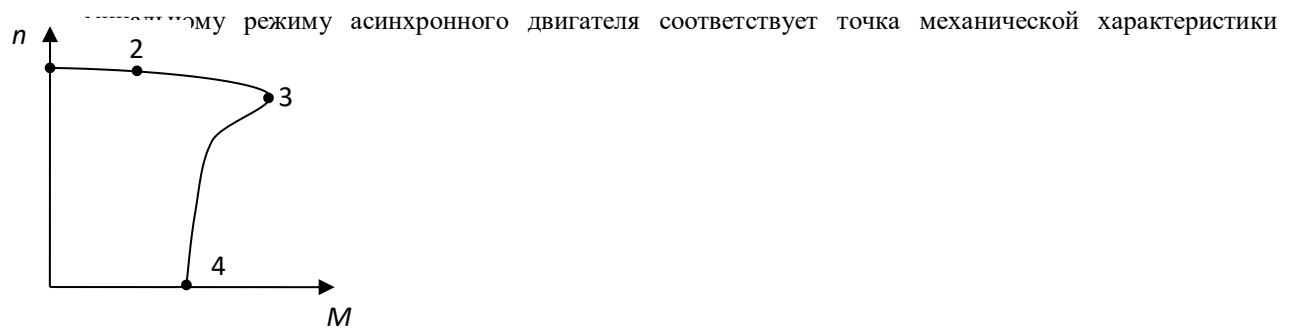 режиму асинхронного двигателя соответствует точка механической характеристики
n
2
3
4
M